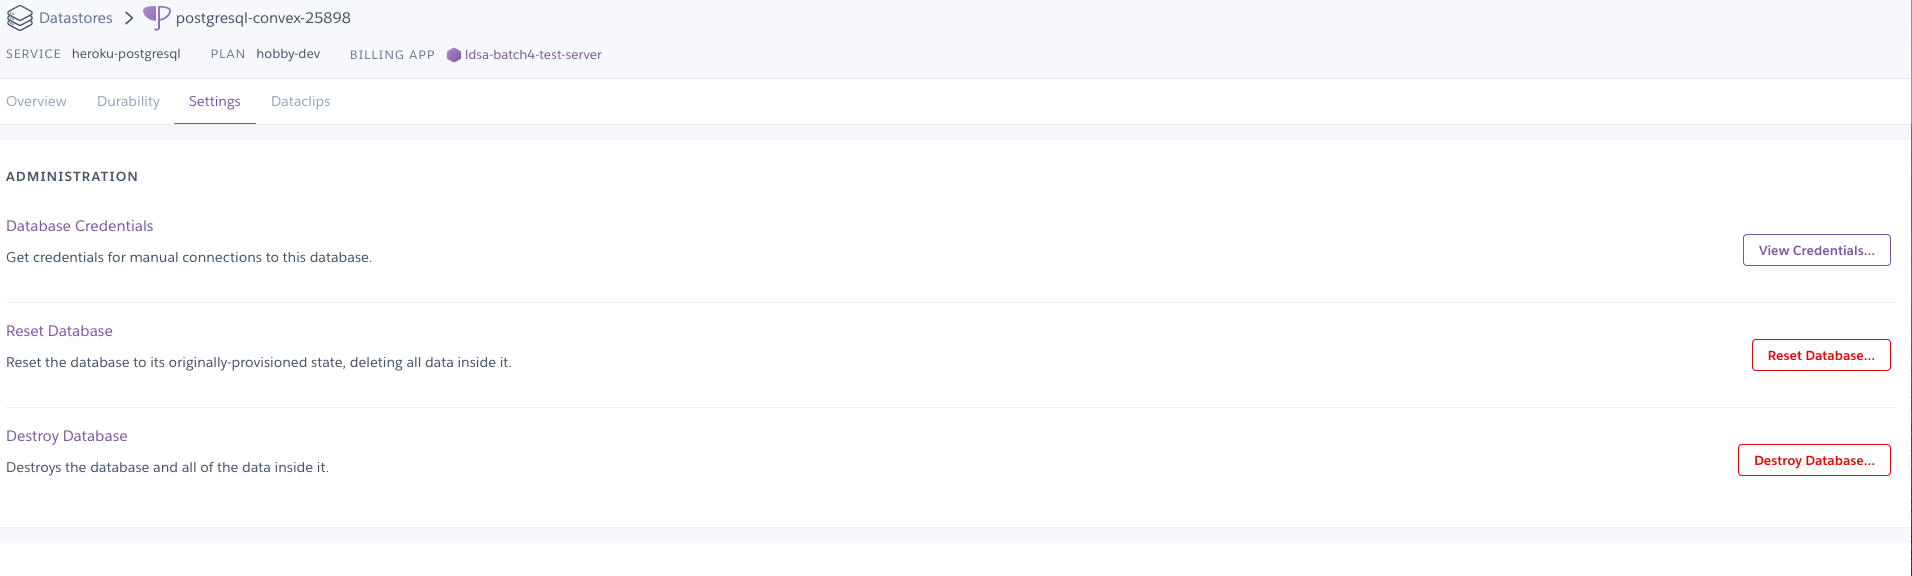 Datastores > postgresql-convex-25898
SERVICE heroku-postgresql PLAN hobby-dev BILLING APP ldsa-batch4-test-server
Overview Durability Settings Dataclips
ADMINISTRATION
Database Credentials
Get credentials for manual connections to this database.
View Credentials...
Reset Database
Reset the database to its originally-provisioned state, deleting all data inside it.
Reset Database...
Destroy Database
Destroys the database and all of the data inside it.
Destroy Database...